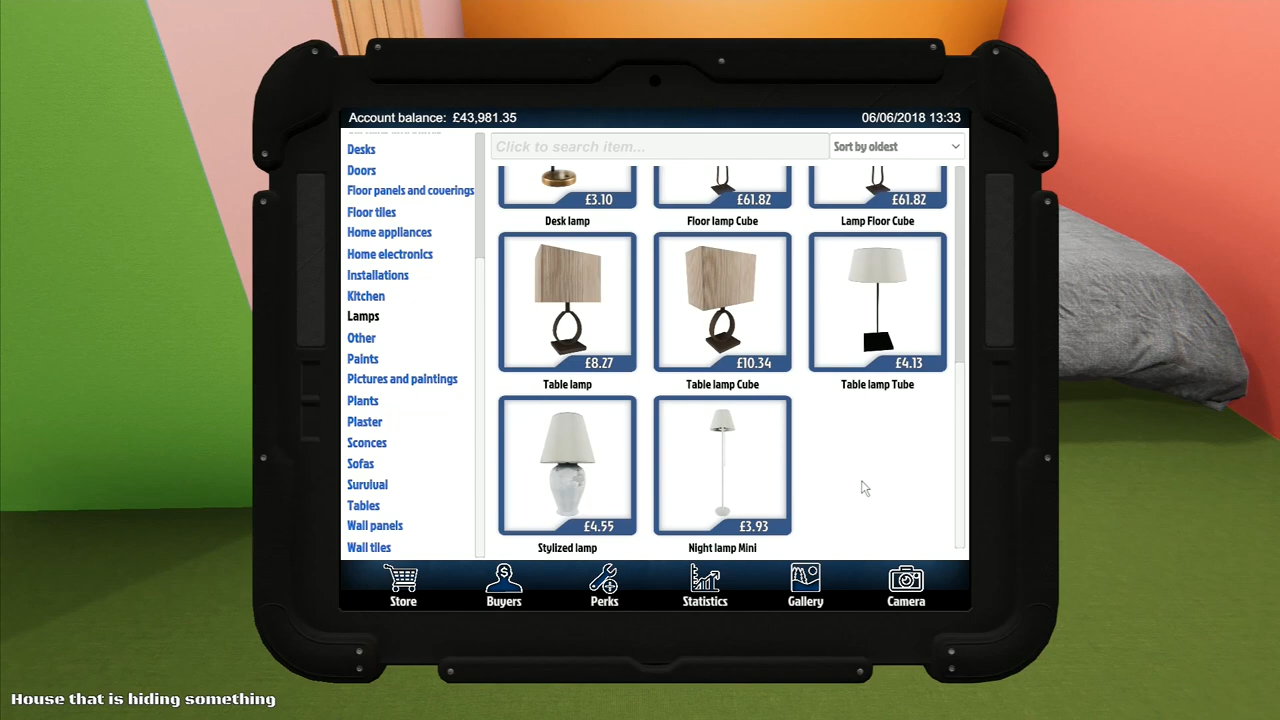 Account balance: £43,981.35
06/06/2018 13:33
Click to search item...
Sort by oldest
Desks
Doors
Floor panels and coverings
Floor tiles
Home appliances
Home electronics
Installations
Kitchen
Lamps
Other
Paints
Pictures and paintings
Plants
Plaster
Sconces
Sofas
Survival
Tables
Wall panels
Wall tiles
£3.10
£61.82
£61.82
Desk lamp
Floor lamp Cube
Lamp Floor Cube
£8.27
£10.34
£4.13
Table lamp
Table lamp Cube
Table lamp Tube
£4.55
£3.93
Stylized lamp
Night lamp Mini
Store
Buyers
Perks
Statistics
Gallery
Camera
House that is hiding something